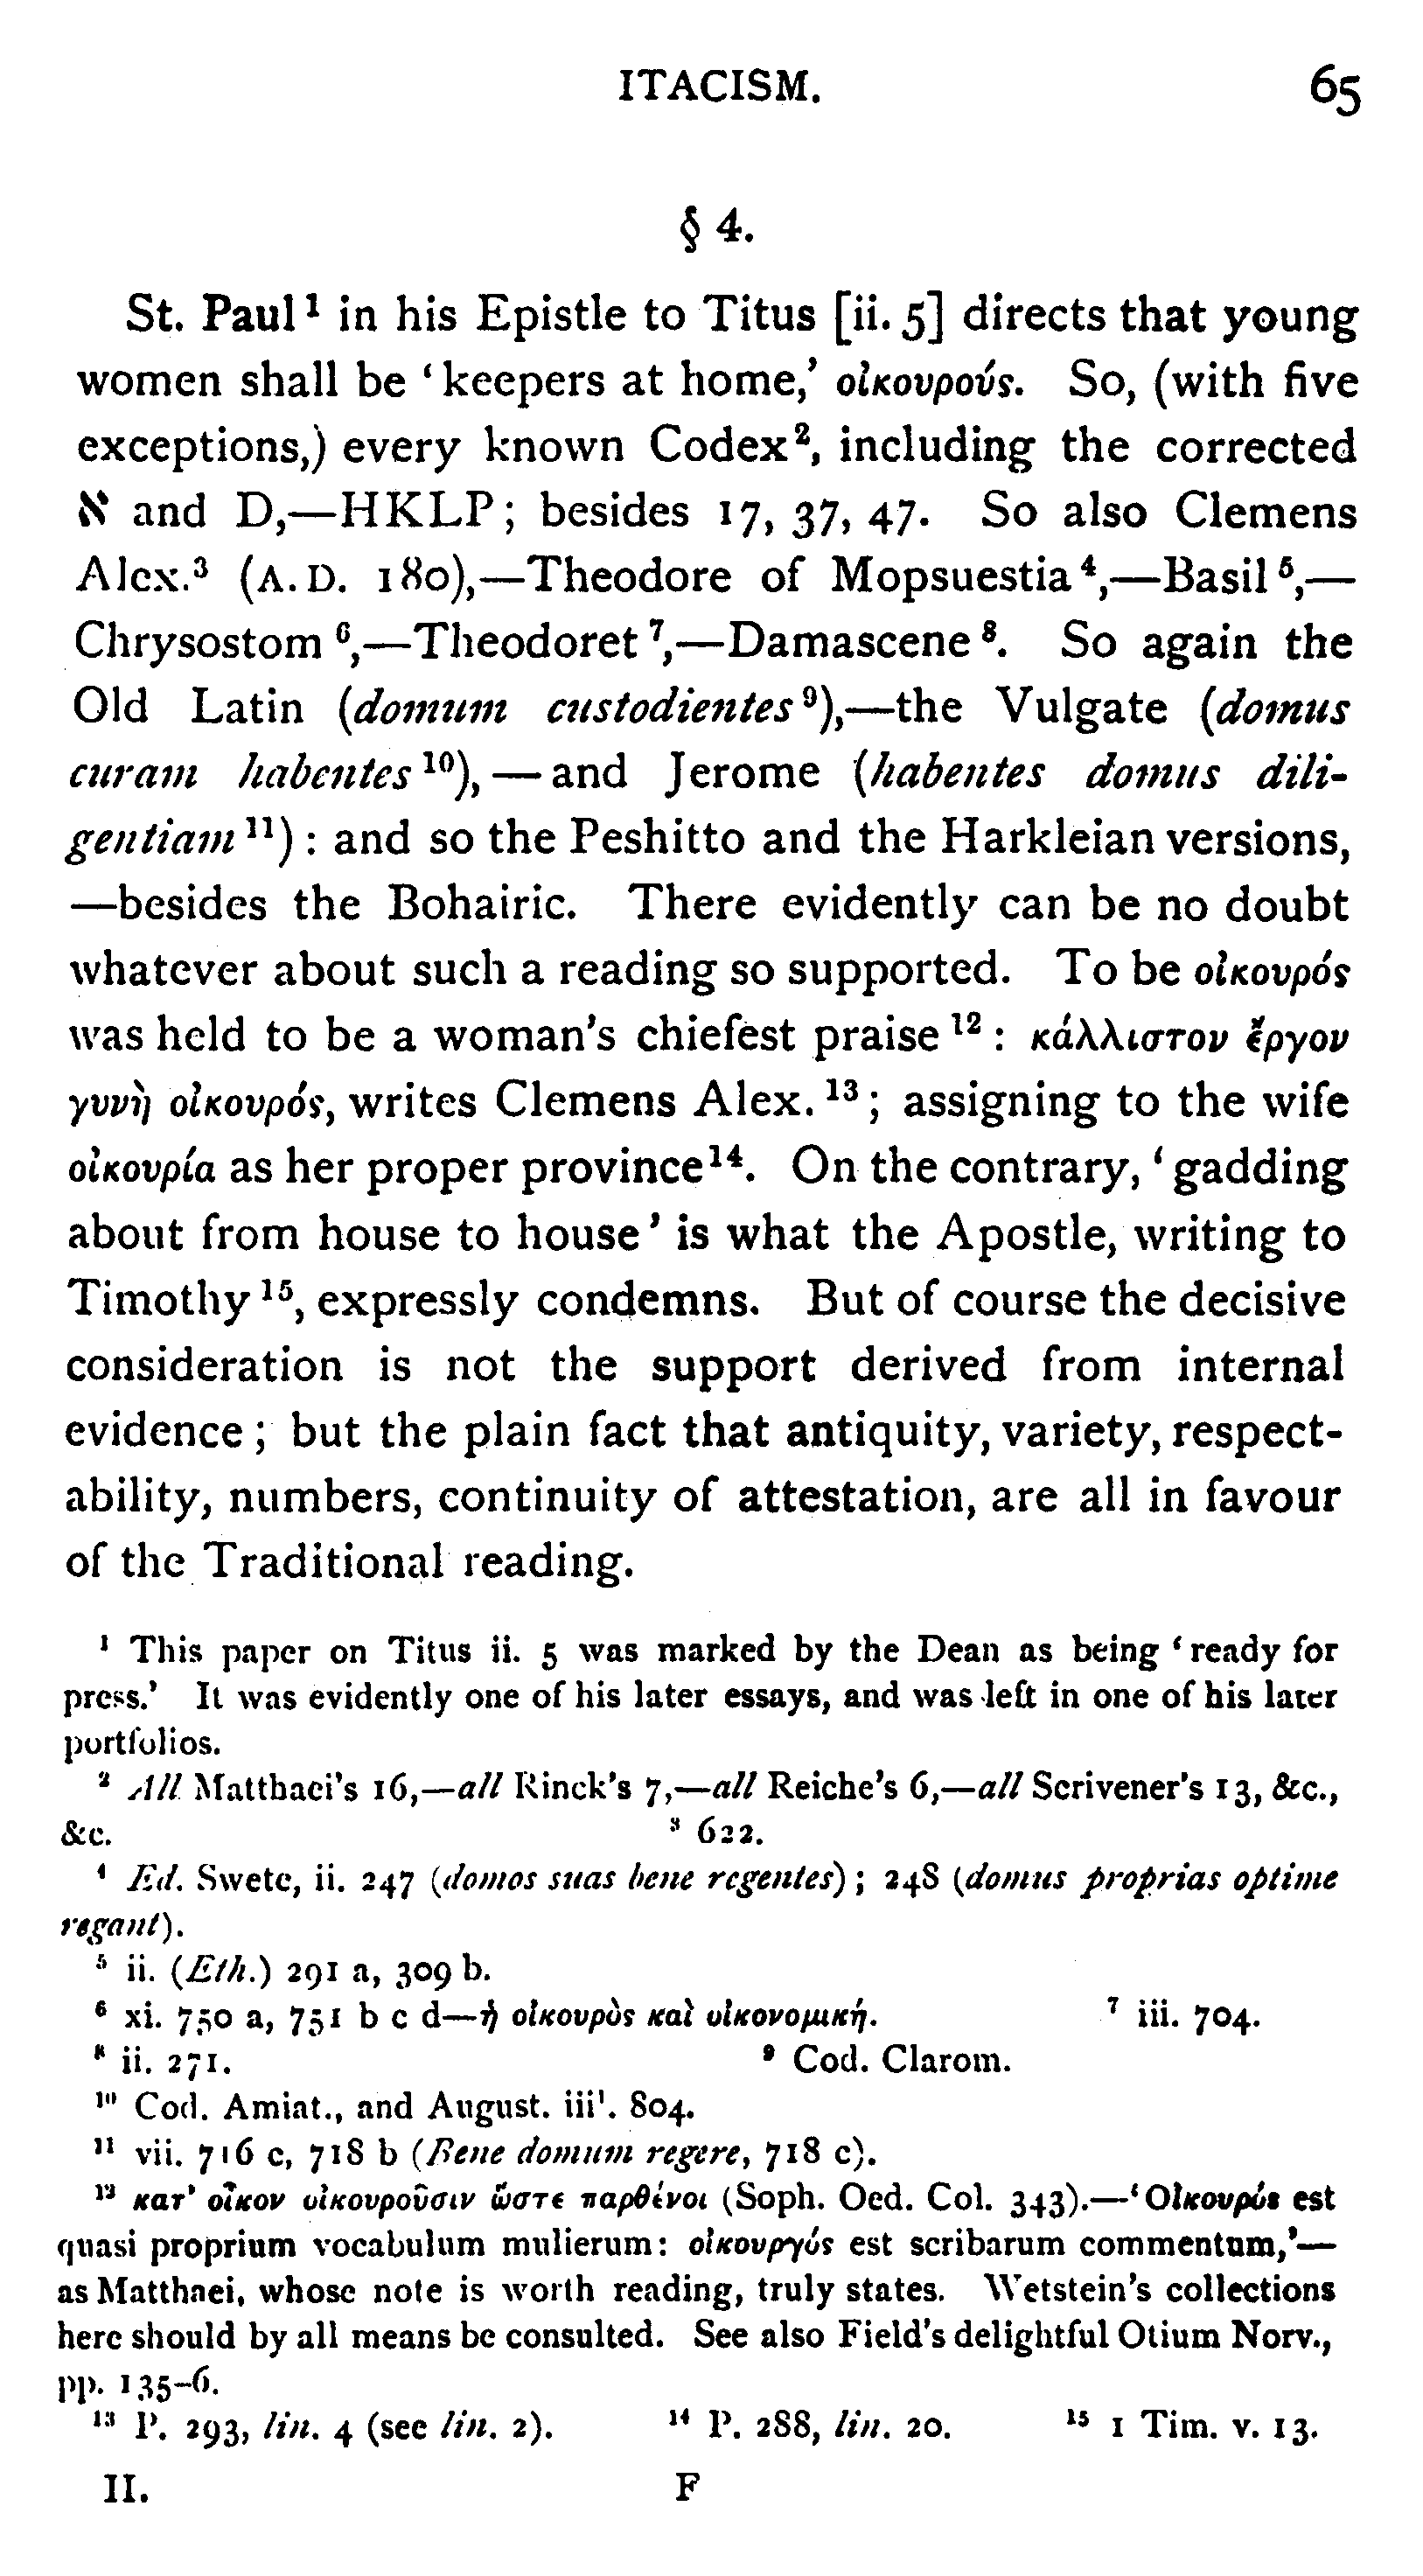 ITACISM. 65
§ 4.
St. Paul¹ in his Epistle to Titus [ii. 5] directs that young
women shall be ‘keepers at home,’ οἰκουρούς. So, (with five
exceptions,) every known Codex², including the corrected
א and D,—HKLP; besides 17, 37, 47. So also Clemens
Alex.³ (A.D. 180),—Theodore of Mopsuestia⁴,—Basil⁵,—
Chrysostom⁶,—Theodoret⁷,—Damascene⁸. So again the
Old Latin (domum custodientes⁹),—the Vulgate (domus
curam habentes¹⁰),—and Jerome (habentes domus dili-
gentiam¹¹): and so the Peshitto and the Harkleian versions,
—besides the Bohairic. There evidently can be no doubt
whatever about such a reading so supported. To be οἰκουρός
was held to be a woman's chiefest praise¹²: κάλλιστον ἔργον
γυνὴ οἰκουρός, writes Clemens Alex.¹³; assigning to the wife
οἰκουρία as her proper province¹⁴. On the contrary, ‘gadding
about from house to house’ is what the Apostle, writing to
Timothy¹⁵, expressly condemns. But of course the decisive
consideration is not the support derived from internal
evidence; but the plain fact that antiquity, variety, respect-
ability, numbers, continuity of attestation, are all in favour
of the Traditional reading.
¹ This paper on Titus ii. 5 was marked by the Dean as being ‘ready for
press.’ It was evidently one of his later essays, and was left in one of his later
portfolios.
² All Matthaei's 16,—all Rinck's 7,—all Reiche's 6,—all Scrivener's 13, &c.,
&c. ³ 622.
⁴ Ed. Swete, ii. 247 (domos suas bene regentes); 248 (domus proprias optime
regant).
⁵ ii. (Eth.) 291 a, 309 b.
⁶ xi. 750 a, 751 b c d—ἡ οἰκουρὸς καὶ οἰκονομική. ⁷ iii. 704.
⁸ ii. 271. ⁹ Cod. Clarom.
¹⁰ Cod. Amiat., and August. iii¹. 804.
¹¹ vii. 716 c, 718 b (Bene domum regere, 718 c).
¹² κατ' οἶκον οἰκουροῦσιν ὥστε παρθένοι (Soph. Oed. Col. 343).—‘Οἰκουρός est
quasi proprium vocabulum mulierum: οἰκουργός est scribarum commentum,’—
as Matthaei, whose note is worth reading, truly states. Wetstein's collections
here should by all means be consulted. See also Field's delightful Otium Norv.,
pp. 135–6.
¹³ P. 293, lin. 4 (see lin. 2). ¹⁴ P. 288, lin. 20. ¹⁵ 1 Tim. v. 13.
II. F